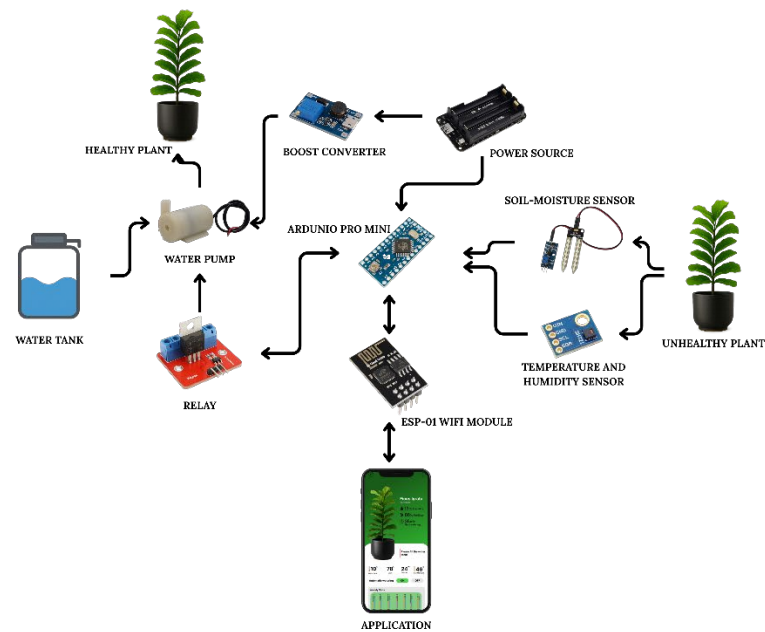 HEALTHY PLANT
BOOST CONVERTER
POWER SOURCE
SOIL-MOISTURE SENSOR
ARDUNIO PRO MINI
WATER PUMP
WATER TANK
UNHEALTHY PLANT
TEMPERATURE AND
HUMIDITY SENSOR
RELAY
ESP-01 WIFI MODULE
APPLICATION